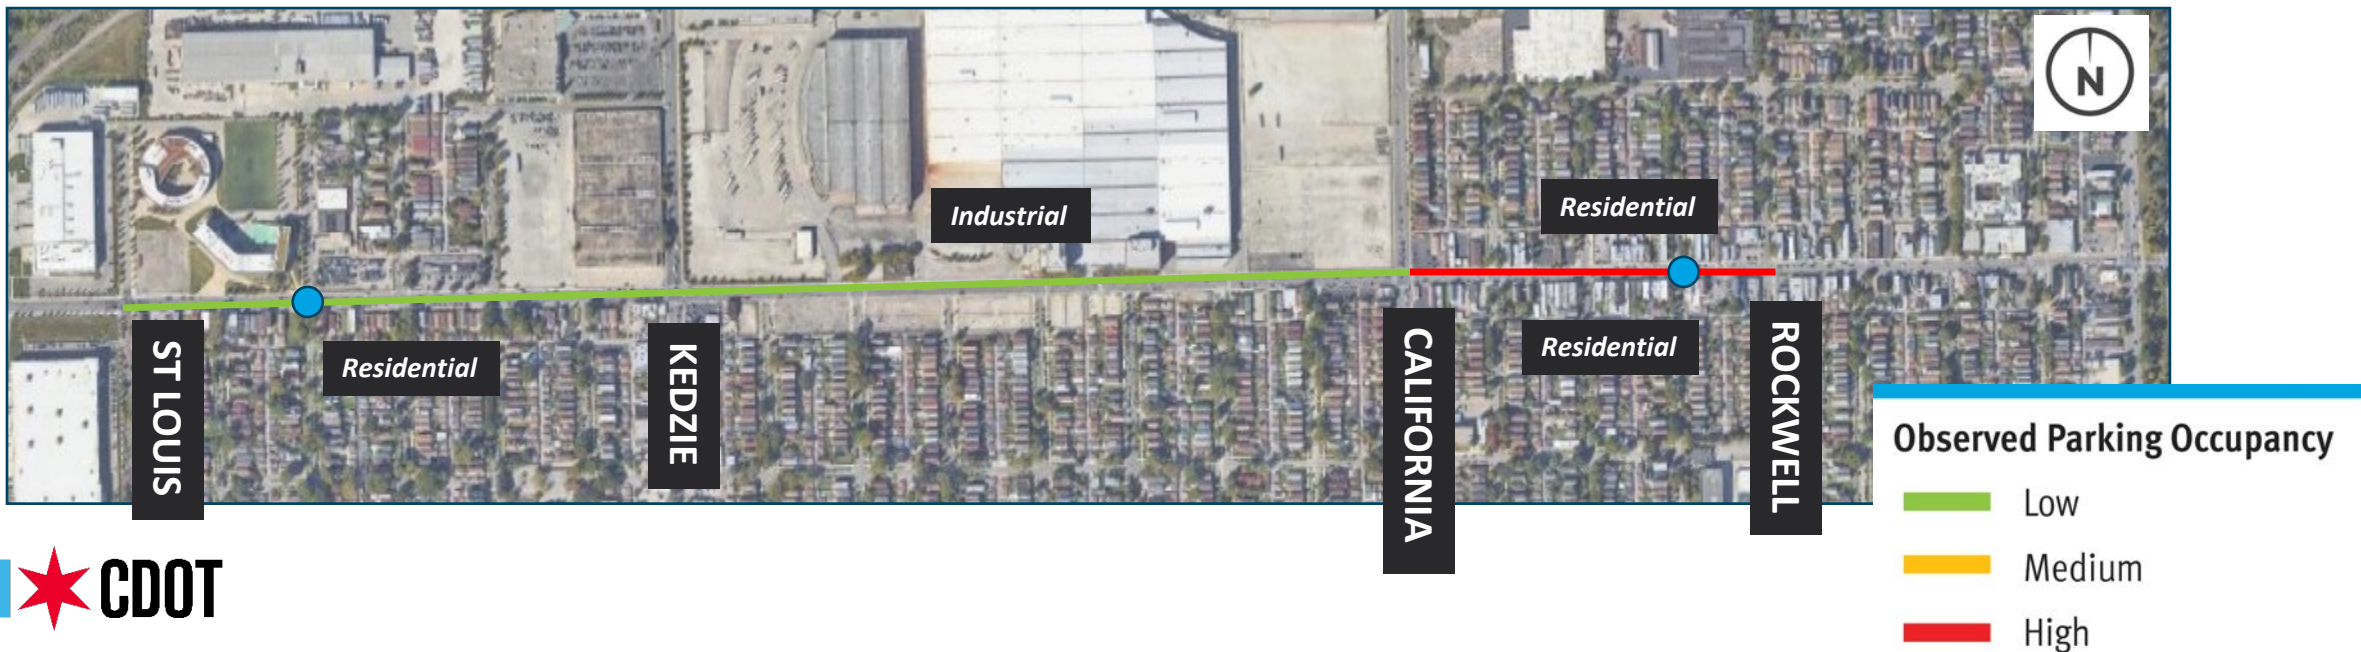 N
Industrial
Residential
Residential
Residential
ST LOUIS
KEDZIE
CALIFORNIA
ROCKWELL
Observed Parking Occupancy
Low
Medium
High
CDOT